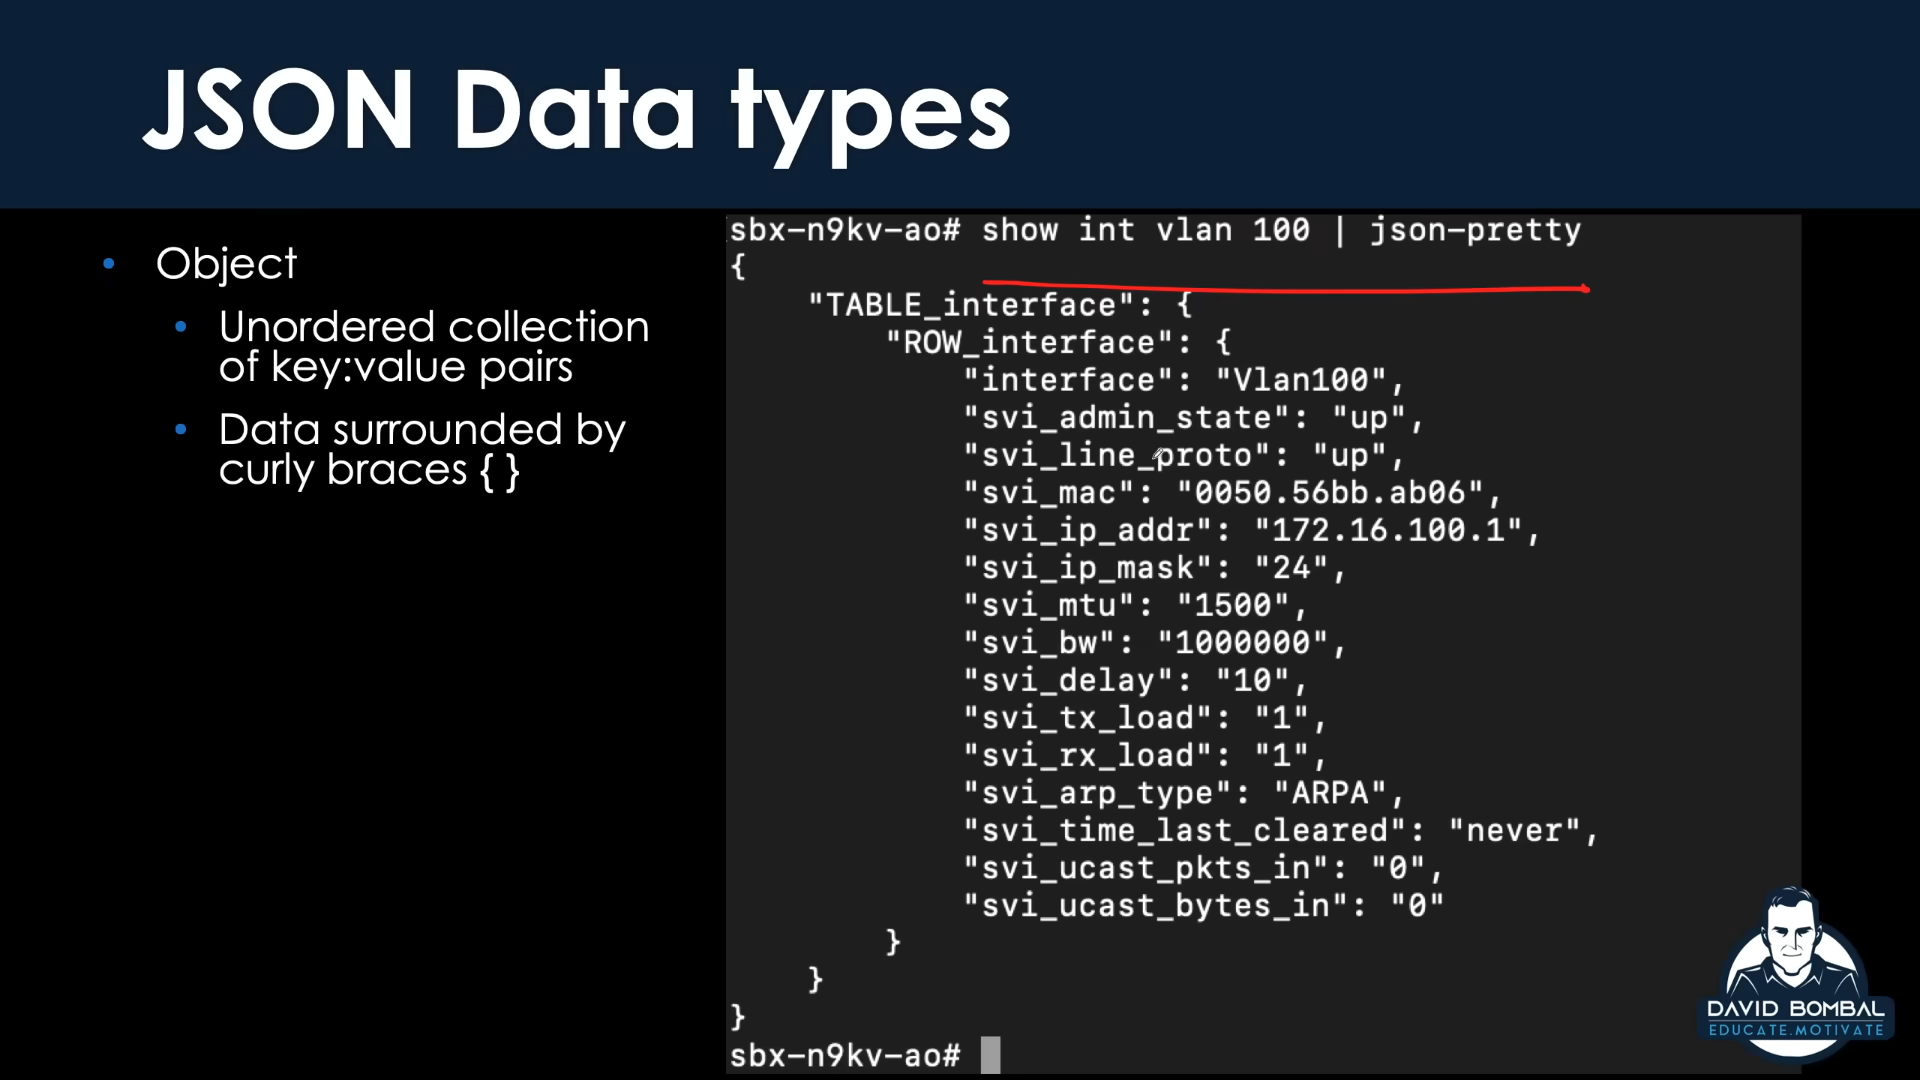 JSON Data types
• Object
• Unordered collection
of key:value pairs
• Data surrounded by
curly braces { }
sbx-n9kv-ao# show int vlan 100 | json-pretty
{
    "TABLE_interface": {
        "ROW_interface": {
            "interface": "Vlan100",
            "svi_admin_state": "up",
            "svi_line_proto": "up",
            "svi_mac": "0050.56bb.ab06",
            "svi_ip_addr": "172.16.100.1",
            "svi_ip_mask": "24",
            "svi_mtu": "1500",
            "svi_bw": "1000000",
            "svi_delay": "10",
            "svi_tx_load": "1",
            "svi_rx_load": "1",
            "svi_arp_type": "ARPA",
            "svi_time_last_cleared": "never",
            "svi_ucast_pkts_in": "0",
            "svi_ucast_bytes_in": "0"
        }
    }
}
sbx-n9kv-ao#
DAVID BOMBAL
EDUCATE.MOTIVATE